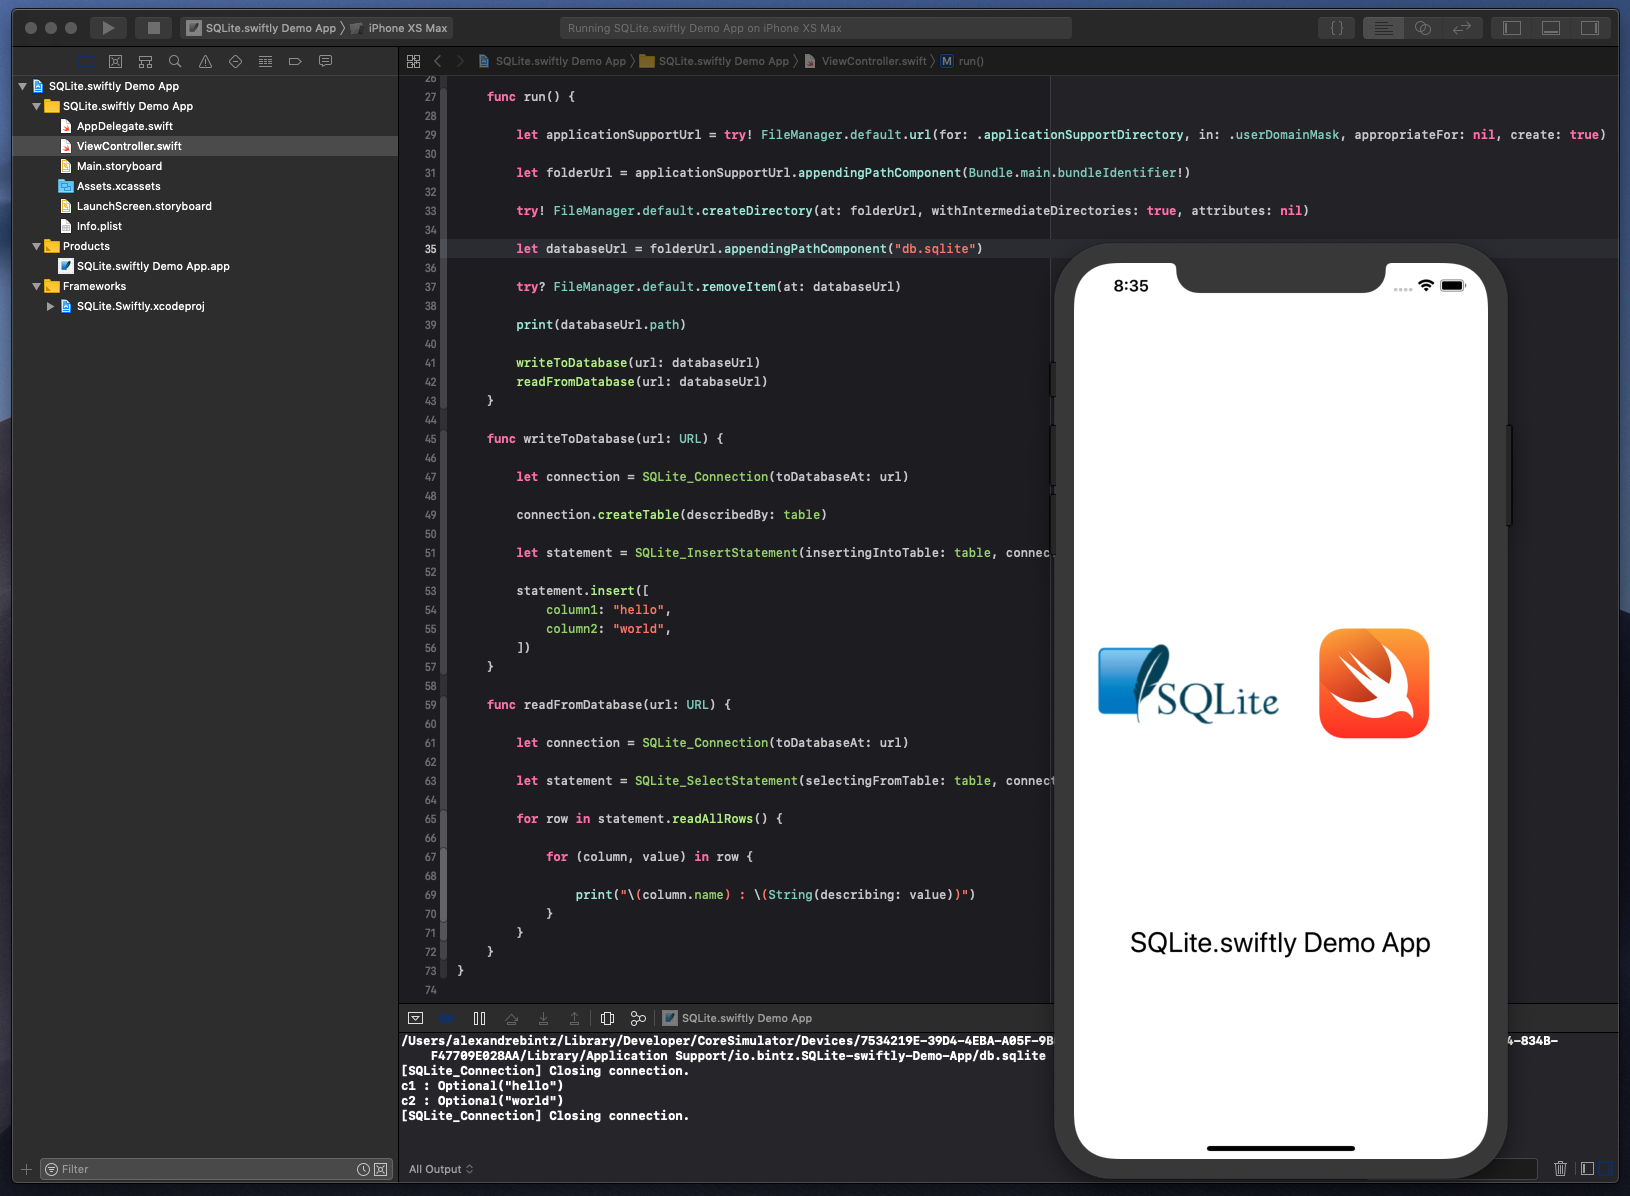 SQLite.swiftly Demo App
iPhone XS Max
Running SQLite.swiftly Demo App on iPhone XS Max
SQLite.swiftly Demo App
SQLite.swiftly Demo App
ViewController.swift
M
run()
SQLite.swiftly Demo App
SQLite.swiftly Demo App
AppDelegate.swift
ViewController.swift
Main.storyboard
Assets.xcassets
LaunchScreen.storyboard
Info.plist
Products
SQLite.swiftly Demo App.app
Frameworks
SQLite.Swiftly.xcodeproj
Filter
26
27 func run() {
28
29 let applicationSupportUrl = try! FileManager.default.url(for: .applicationSupportDirectory, in: .userDomainMask, appropriateFor: nil, create: true)
30
31 let folderUrl = applicationSupportUrl.appendingPathComponent(Bundle.main.bundleIdentifier!)
32
33 try! FileManager.default.createDirectory(at: folderUrl, withIntermediateDirectories: true, attributes: nil)
34
35 let databaseUrl = folderUrl.appendingPathComponent("db.sqlite")
36
37 try? FileManager.default.removeItem(at: databaseUrl)
38
39 print(databaseUrl.path)
40
41 writeToDatabase(url: databaseUrl)
42 readFromDatabase(url: databaseUrl)
43 }
44
45 func writeToDatabase(url: URL) {
46
47 let connection = SQLite_Connection(toDatabaseAt: url)
48
49 connection.createTable(describedBy: table)
50
51 let statement = SQLite_InsertStatement(insertingIntoTable: table, connec
52
53 statement.insert([
54 column1: "hello",
55 column2: "world",
56 ])
57 }
58
59 func readFromDatabase(url: URL) {
60
61 let connection = SQLite_Connection(toDatabaseAt: url)
62
63 let statement = SQLite_SelectStatement(selectingFromTable: table, connect
64
65 for row in statement.readAllRows() {
66
67 for (column, value) in row {
68
69 print("\(column.name) : \(String(describing: value))")
70 }
71 }
72 }
73 }
74
SQLite.swiftly Demo App
/Users/alexandrebintz/Library/Developer/CoreSimulator/Devices/7534219E-39D4-4EBA-A05F-9B 4-834B-
F47709E028AA/Library/Application Support/io.bintz.SQLite-swiftly-Demo-App/db.sqlite
[SQLite_Connection] Closing connection.
c1 : Optional("hello")
c2 : Optional("world")
[SQLite_Connection] Closing connection.
All Output
8:35
SQLite
SQLite.swiftly Demo App